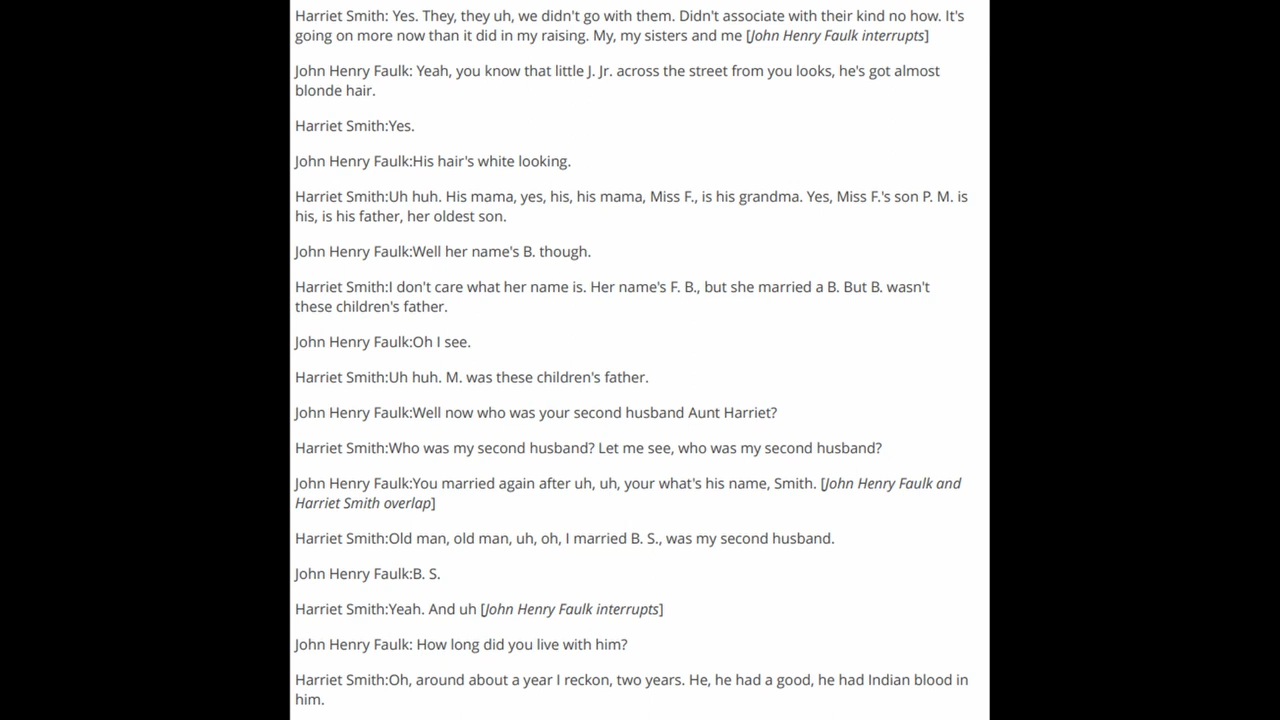 Harriet Smith: Yes. They, they uh, we didn't go with them. Didn't associate with their kind no how. It's
going on more now than it did in my raising. My, my sisters and me [John Henry Faulk interrupts]
John Henry Faulk: Yeah, you know that little J. Jr. across the street from you looks, he's got almost
blonde hair.
Harriet Smith:Yes.
John Henry Faulk:His hair's white looking.
Harriet Smith:Uh huh. His mama, yes, his, his mama, Miss F., is his grandma. Yes, Miss F.'s son P. M. is
his, is his father, her oldest son.
John Henry Faulk:Well her name's B. though.
Harriet Smith:I don't care what her name is. Her name's F. B., but she married a B. But B. wasn't
these children's father.
John Henry Faulk:Oh I see.
Harriet Smith:Uh huh. M. was these children's father.
John Henry Faulk:Well now who was your second husband Aunt Harriet?
Harriet Smith:Who was my second husband? Let me see, who was my second husband?
John Henry Faulk:You married again after uh, uh, your what's his name, Smith. [John Henry Faulk and
Harriet Smith overlap]
Harriet Smith:Old man, old man, uh, oh, I married B. S., was my second husband.
John Henry Faulk:B. S.
Harriet Smith:Yeah. And uh [John Henry Faulk interrupts]
John Henry Faulk: How long did you live with him?
Harriet Smith:Oh, around about a year I reckon, two years. He, he had a good, he had Indian blood in
him.